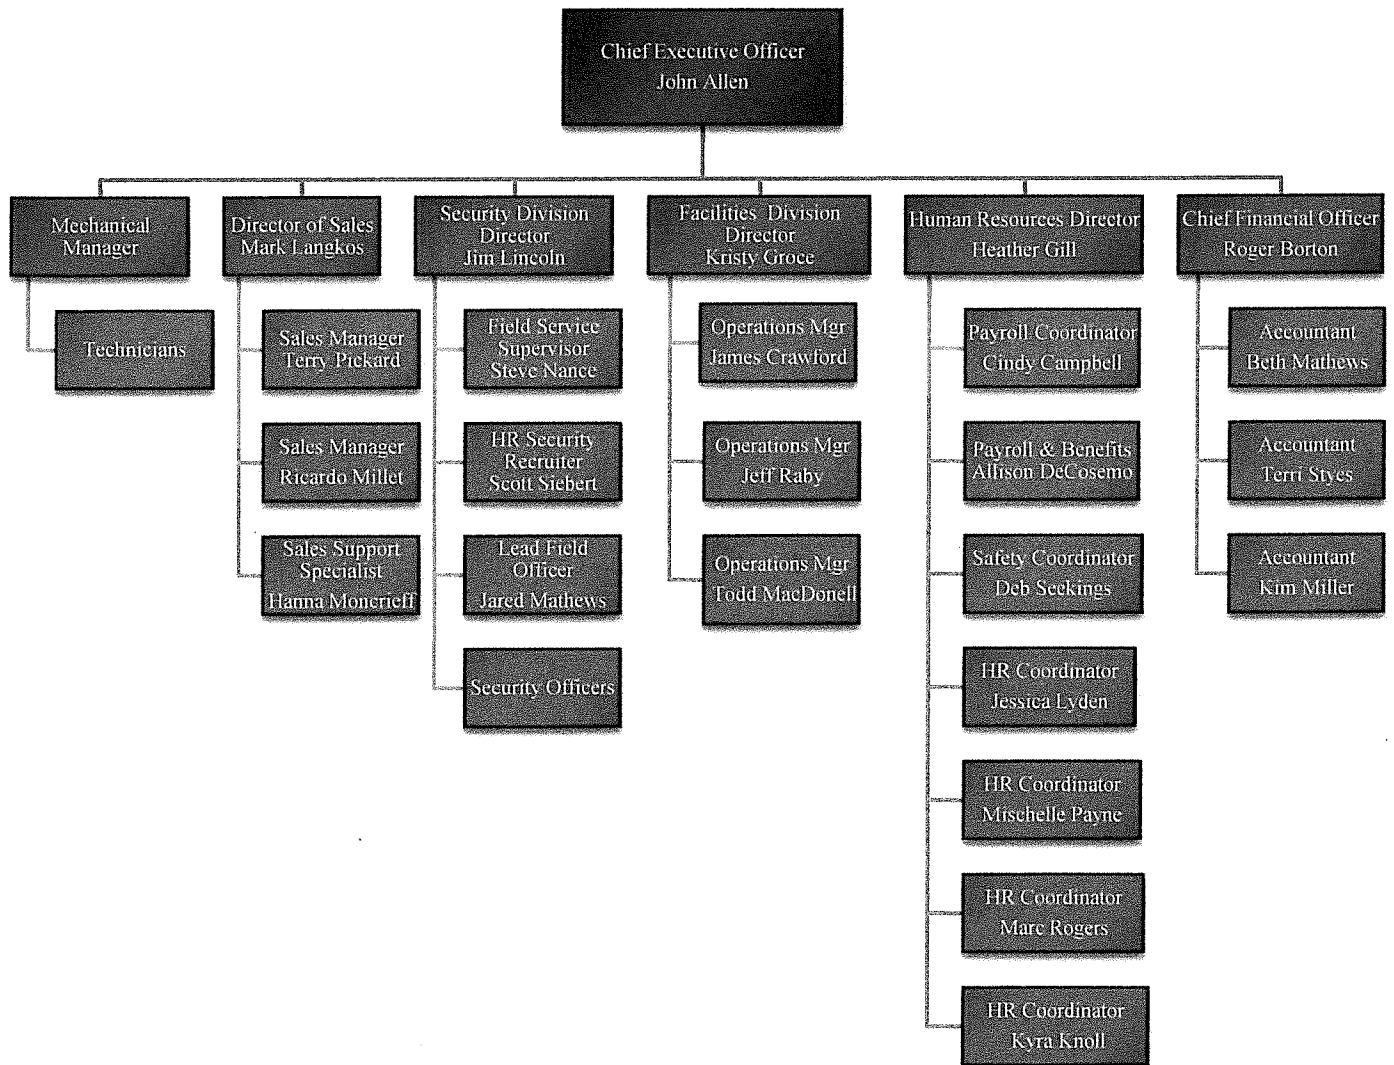 Chief Executive Officer
John Allen
Mechanical
Manager
Technicians
Director of Sales
Mark Langkos
Sales Manager
Terry Pickard
Sales Manager
Ricardo Millet
Sales Support
Specialist
Hanna Moncrieff
Security Division
Director
Jim Lincoln
Field Service
Supervisor
Steve Nance
HR Security
Recruiter
Scott Siebert
Lead Field
Officer
Jared Mathews
Security Officers
Facilities Division
Director
Kristy Groce
Operations Mgr
James Crawford
Operations Mgr
Jeff Raby
Operations Mgr
Todd MacDonell
Human Resources Director
Heather Gill
Payroll Coordinator
Cindy Campbell
Payroll & Benefits
Allison DeCosemo
Safety Coordinator
Deb Seekings
HR Coordinator
Jessica Lyden
HR Coordinator
Mischelle Payne
HR Coordinator
Marc Rogers
HR Coordinator
Kyra Knoll
Chief Financial Officer
Roger Borton
Accountant
Beth Mathews
Accountant
Terri Styes
Accountant
Kim Miller